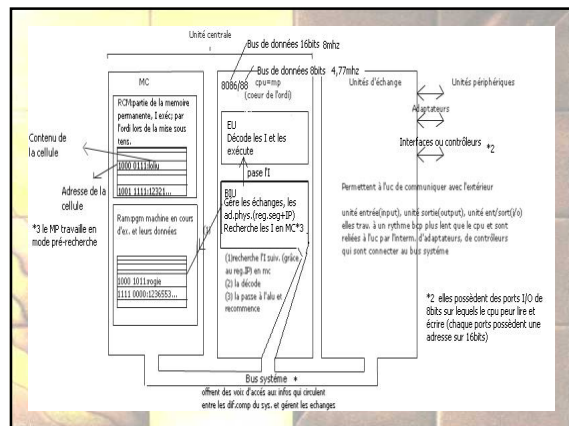 Unité centrale
Bus de données 16bits 8mhz
Bus de données 8bits 4,77mhz
8086/88
MC
cpu=mp
(coeur de l'ordi)
Unités d'échange
Unités périphériques
RCM:partie de la memoire
permanente, I exéc; par
l'ordi lors de la mise sous
tens.
1000 0111:loliu
1001 1111:12321...
Contenu de
la cellule
Adresse de la
cellule
*3 le MP travaille en
mode pré-recherche
Ram:pgm machine en cours
d'ex. et leurs données
1000 1011:rogie
1111 0000:1236553...
EU
Décode les I et les
exécute
pase l'I
BIU
Gère les échanges, les
ad.phys.(reg.seg+IP)
Recherche les I en MC*3
(1)
(1)recherche l'I suiv. (grâce
au reg.IP) en mc
(2) la décode
(3) la passe à l'alu et
recommence
Adaptateurs
Interfaces ou contrôleurs
*2
Permettent à l'uc de communiquer avec l'extérieur
unité entrée(input), unité sortie(output), unité ent/sort(i/o)
elles trav. à un rythme bcp plus lent que le cpu et sont
reliées à l'uc par l'interm. d'adaptateurs, de contrôleurs
qui sont connecter au bus système
*2 elles possèdent des ports I/O de
8bits sur lesquels le cpu peur lire et
écrire (chaque ports possèdent une
adresse sur 16bits)
Bus systéme *
offrent des voix d'accés aux infos qui circulent
entre les dif.comp du sys. et gérent les echanges